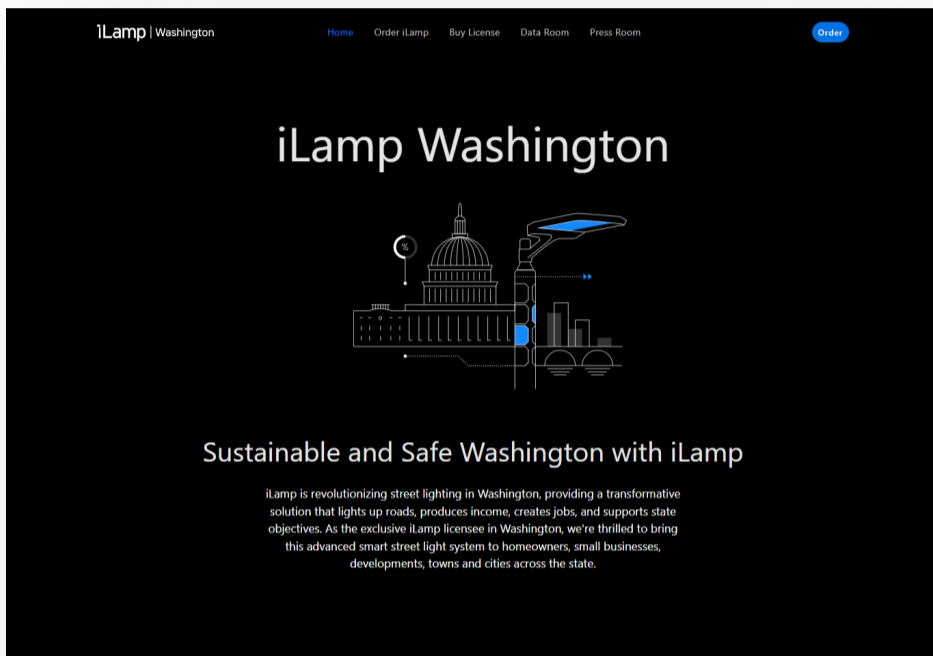 iLamp | Washington
Home Order iLamp Buy License Data Room Press Room
Order
iLamp Washington
%
Sustainable and Safe Washington with iLamp
iLamp is revolutionizing street lighting in Washington, providing a transformative
solution that lights up roads, produces income, creates jobs, and supports state
objectives. As the exclusive iLamp licensee in Washington, we're thrilled to bring
this advanced smart street light system to homeowners, small businesses,
developments, towns and cities across the state.